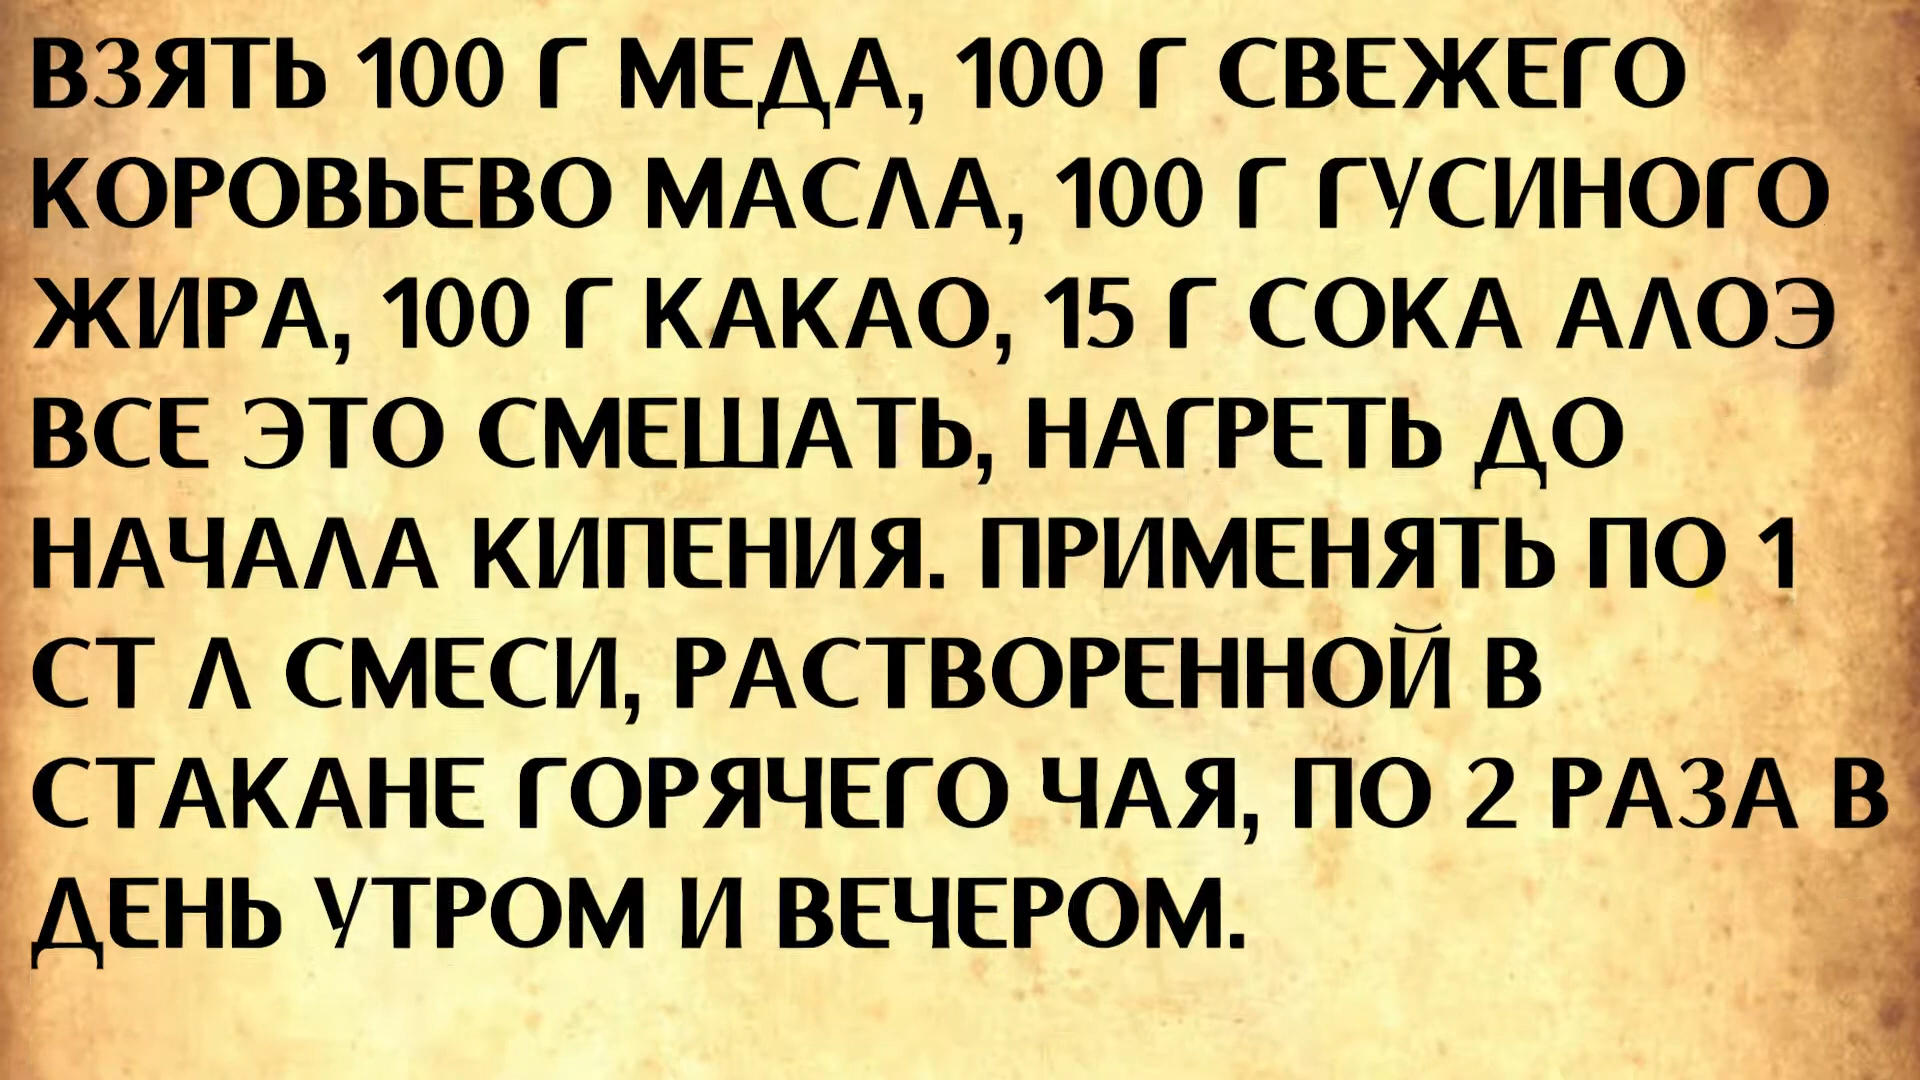 ВЗЯТЬ 100 Г МЕДА, 100 Г СВЕЖЕГО
КОРОВЬЕВО МАСЛА, 100 Г ГУСИНОГО
ЖИРА, 100 Г КАКАО, 15 Г СОКА АЛОЭ
ВСЕ ЭТО СМЕШАТЬ, НАГРЕТЬ ДО
НАЧАЛА КИПЕНИЯ. ПРИМЕНЯТЬ ПО 1
СТ Л СМЕСИ, РАСТВОРЕННОЙ В
СТАКАНЕ ГОРЯЧЕГО ЧАЯ, ПО 2 РАЗА В
ДЕНЬ УТРОМ И ВЕЧЕРОМ.